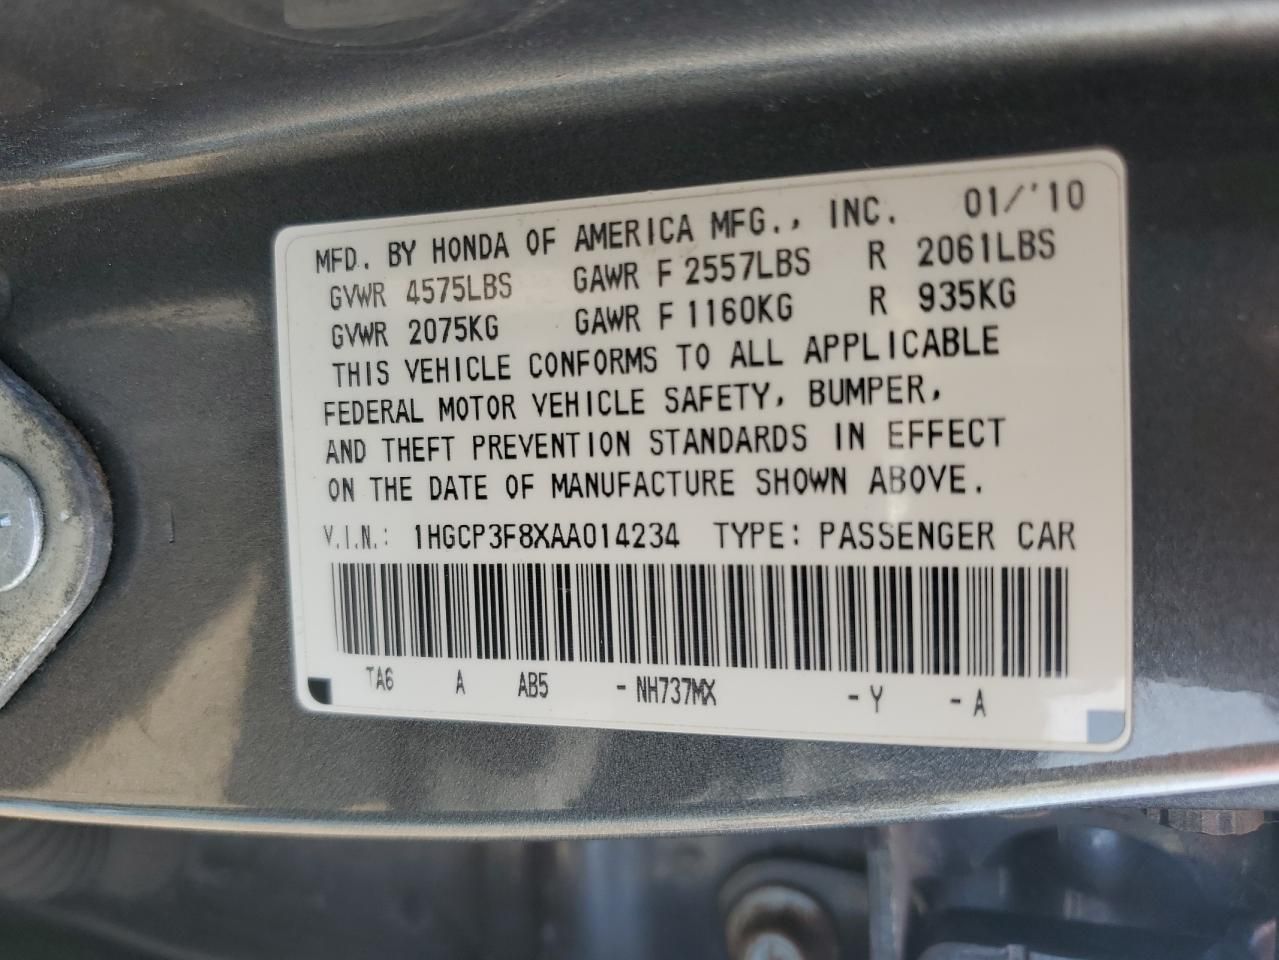 MFD. BY HONDA OF AMERICA MFG., INC. 01/'10
GVWR 4575LBS GAWR F 2557LBS R 2061LBS
GVWR 2075KG GAWR F 1160KG R 935KG
THIS VEHICLE CONFORMS TO ALL APPLICABLE
FEDERAL MOTOR VEHICLE SAFETY, BUMPER,
AND THEFT PREVENTION STANDARDS IN EFFECT
ON THE DATE OF MANUFACTURE SHOWN ABOVE.
V.I.N.: 1HGCP3F8XAA014234 TYPE: PASSENGER CAR
TA6 A AB5 - NH737MX - Y - A